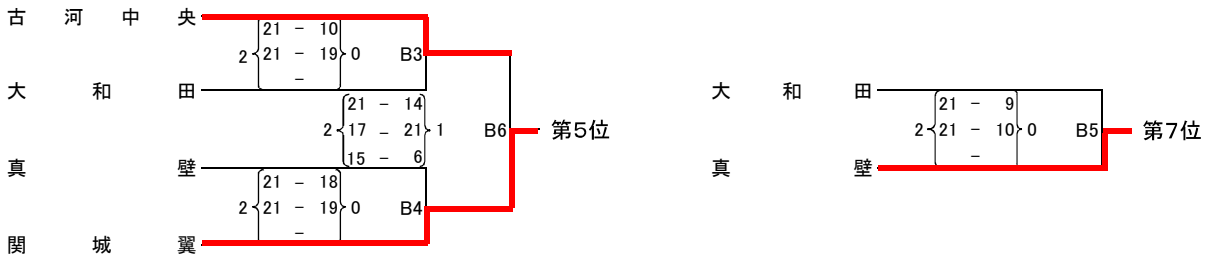 古河中央
21 - 10
2 21 - 19 0 B3
-
大和田
21 - 14
2 17 - 21 1 B6 第5位
15 - 6
真壁
21 - 18
2 21 - 19 0 B4
-
関城翼
大和田
21 - 9
2 21 - 10 0 B5 第7位
-
真壁